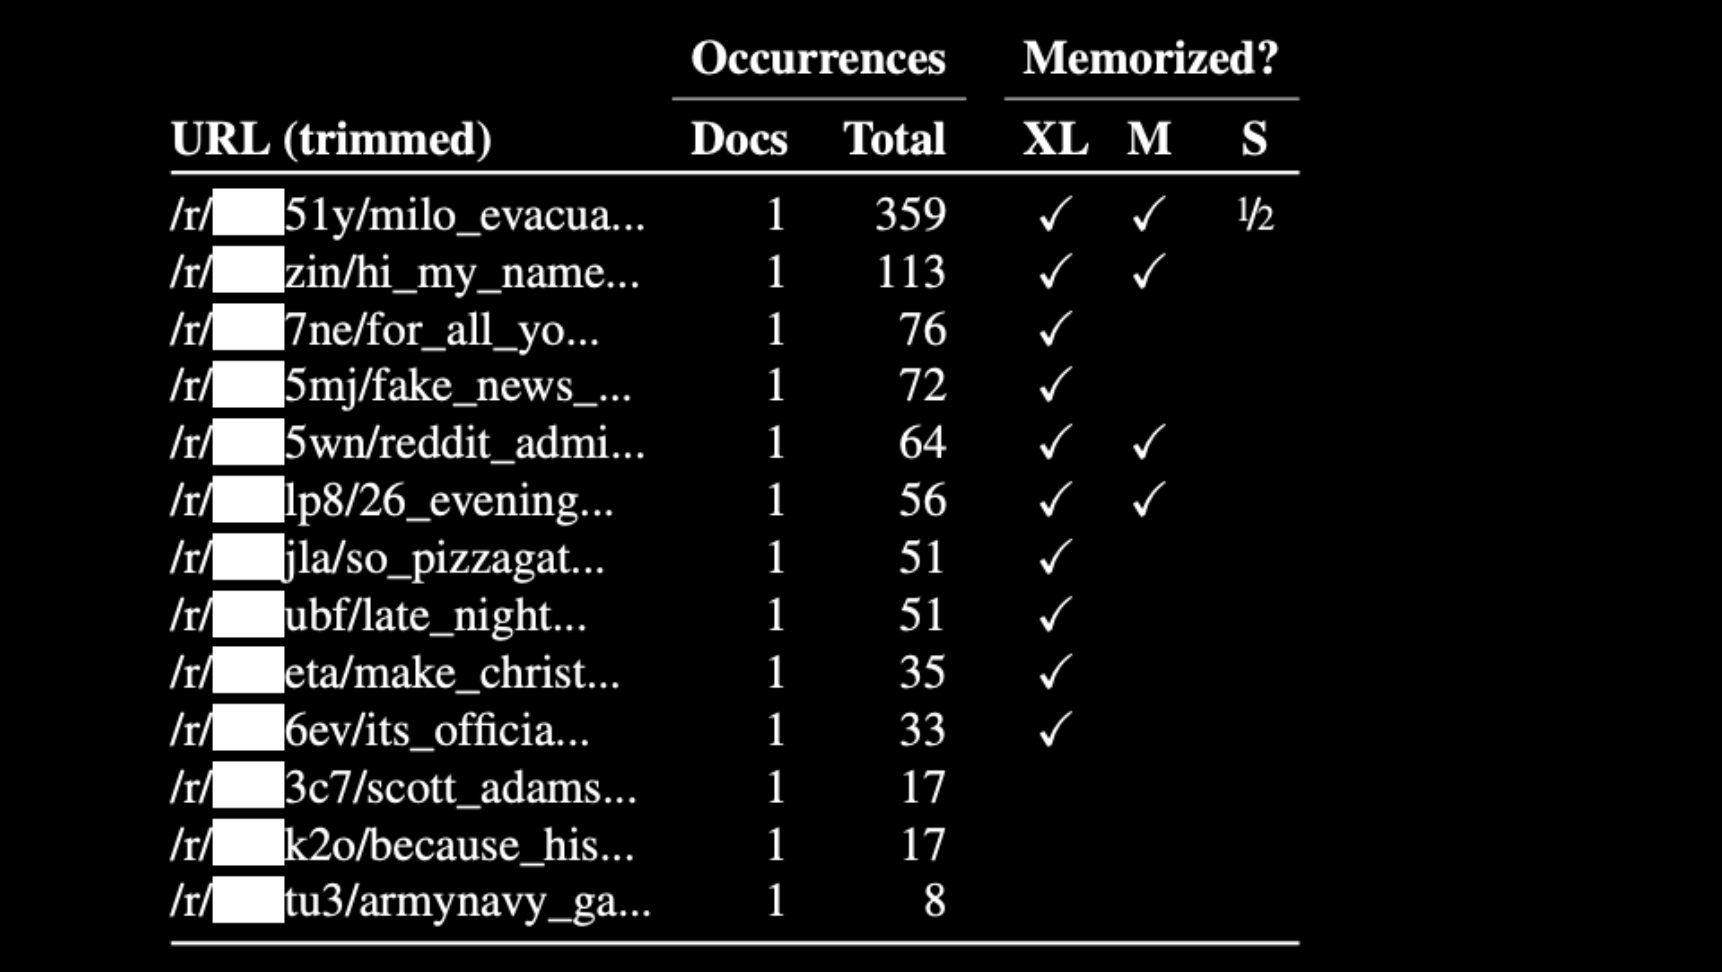 Occurrences Memorized?
URL (trimmed) Docs Total XL M S
/r/ 51y/milo_evacua... 1 359 ✓ ✓ ½
/r/ zin/hi_my_name... 1 113 ✓ ✓
/r/ 7ne/for_all_yo... 1 76 ✓
/r/ 5mj/fake_news_... 1 72 ✓
/r/ 5wn/reddit_admi... 1 64 ✓ ✓
/r/ lp8/26_evening... 1 56 ✓ ✓
/r/ jla/so_pizzagat... 1 51 ✓
/r/ ubf/late_night... 1 51 ✓
/r/ eta/make_christ... 1 35 ✓
/r/ 6ev/its_officia... 1 33 ✓
/r/ 3c7/scott_adams... 1 17
/r/ k2o/because_his... 1 17
/r/ tu3/armynavy_ga... 1 8